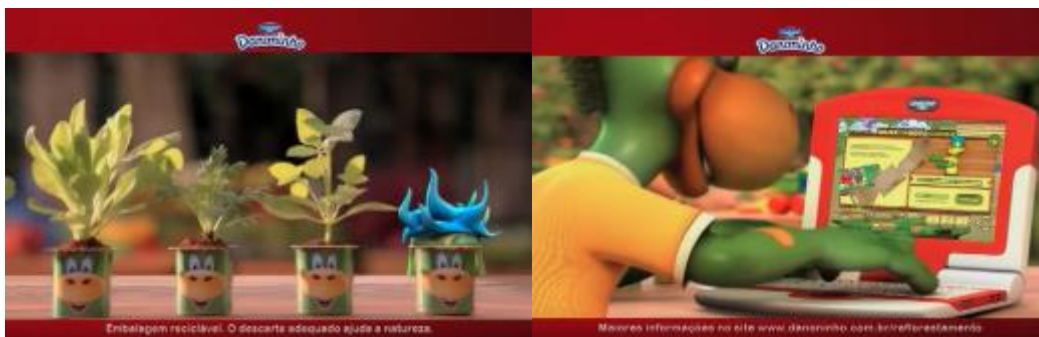 Danoninho
Embalagem reciclável. O descarte adequado ajuda a natureza.
Danoninho
Maiores informações no site www.danoninho.com.br/reflorestamento